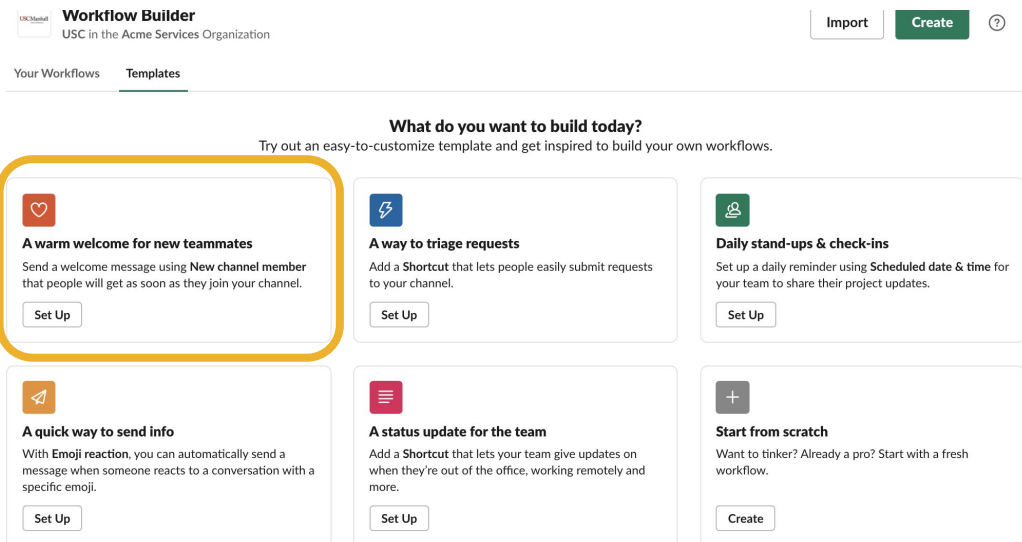 USC Marshall
Workflow Builder
USC in the Acme Services Organization
Import
Create
?
Your Workflows
Templates
What do you want to build today?
Try out an easy-to-customize template and get inspired to build your own workflows.
A warm welcome for new teammates
Send a welcome message using New channel member
that people will get as soon as they join your channel.
Set Up
A way to triage requests
Add a Shortcut that lets people easily submit requests
to your channel.
Set Up
Daily stand-ups & check-ins
Set up a daily reminder using Scheduled date & time for
your team to share their project updates.
Set Up
A quick way to send info
With Emoji reaction, you can automatically send a
message when someone reacts to a conversation with a
specific emoji.
Set Up
A status update for the team
Add a Shortcut that lets your team give updates on
when they're out of the office, working remotely and
more.
Set Up
Start from scratch
Want to tinker? Already a pro? Start with a fresh
workflow.
Create